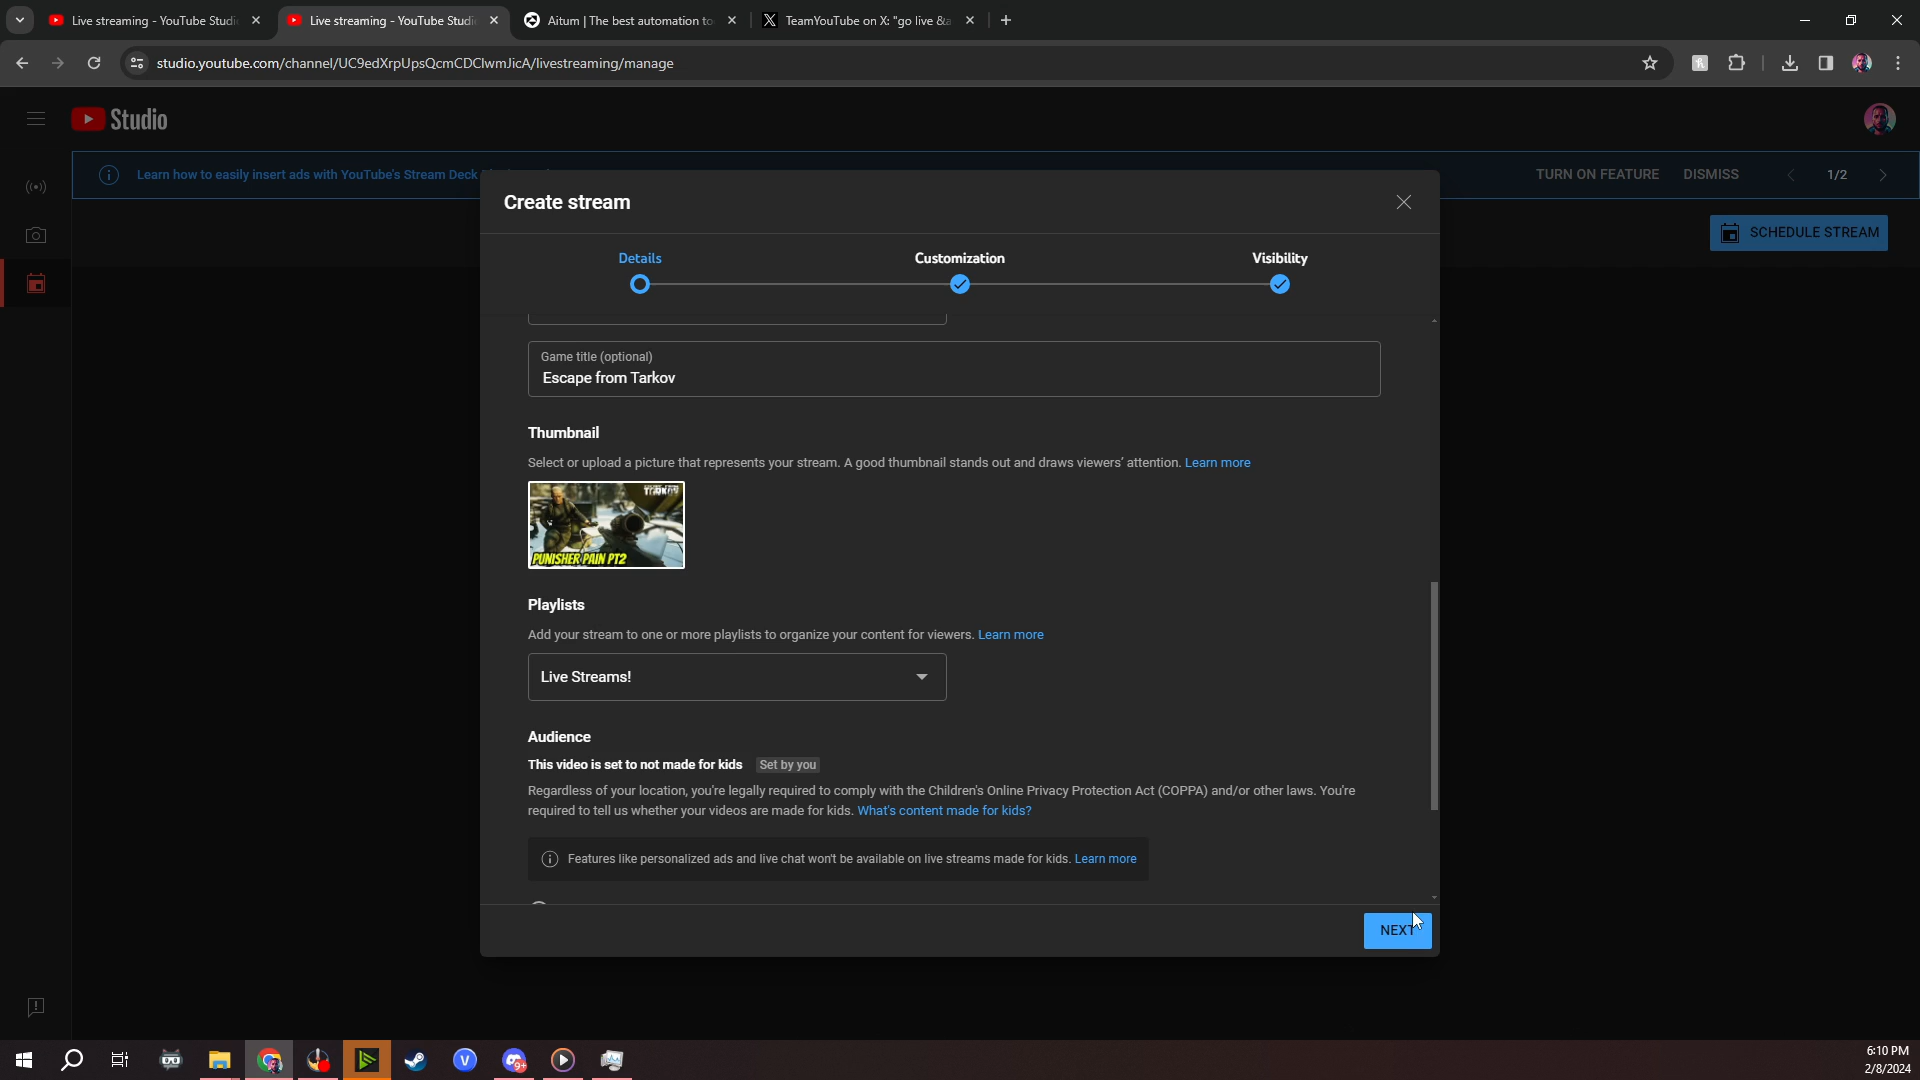 Live streaming - YouTube Studi
Live streaming - YouTube Studi
Aitum | The best automation to
TeamYouTube on X: "go live &a
studio.youtube.com/channel/UC9edXrpUpsQcmCDClwmJicA/livestreaming/manage
Studio
Learn how to easily insert ads with YouTube's Stream Deck
TURN ON FEATURE
DISMISS
1/2
SCHEDULE STREAM
Create stream
Details
Customization
Visibility
Game title (optional)
Escape from Tarkov
Thumbnail
Select or upload a picture that represents your stream. A good thumbnail stands out and draws viewers' attention. Learn more
TARKOV
PUNISHER PAIN PT2
Playlists
Add your stream to one or more playlists to organize your content for viewers. Learn more
Live Streams!
Audience
This video is set to not made for kids Set by you
Regardless of your location, you're legally required to comply with the Children's Online Privacy Protection Act (COPPA) and/or other laws. You're
required to tell us whether your videos are made for kids. What's content made for kids?
Features like personalized ads and live chat won't be available on live streams made for kids. Learn more
NEXT
V
9+
6:10 PM
2/8/2024